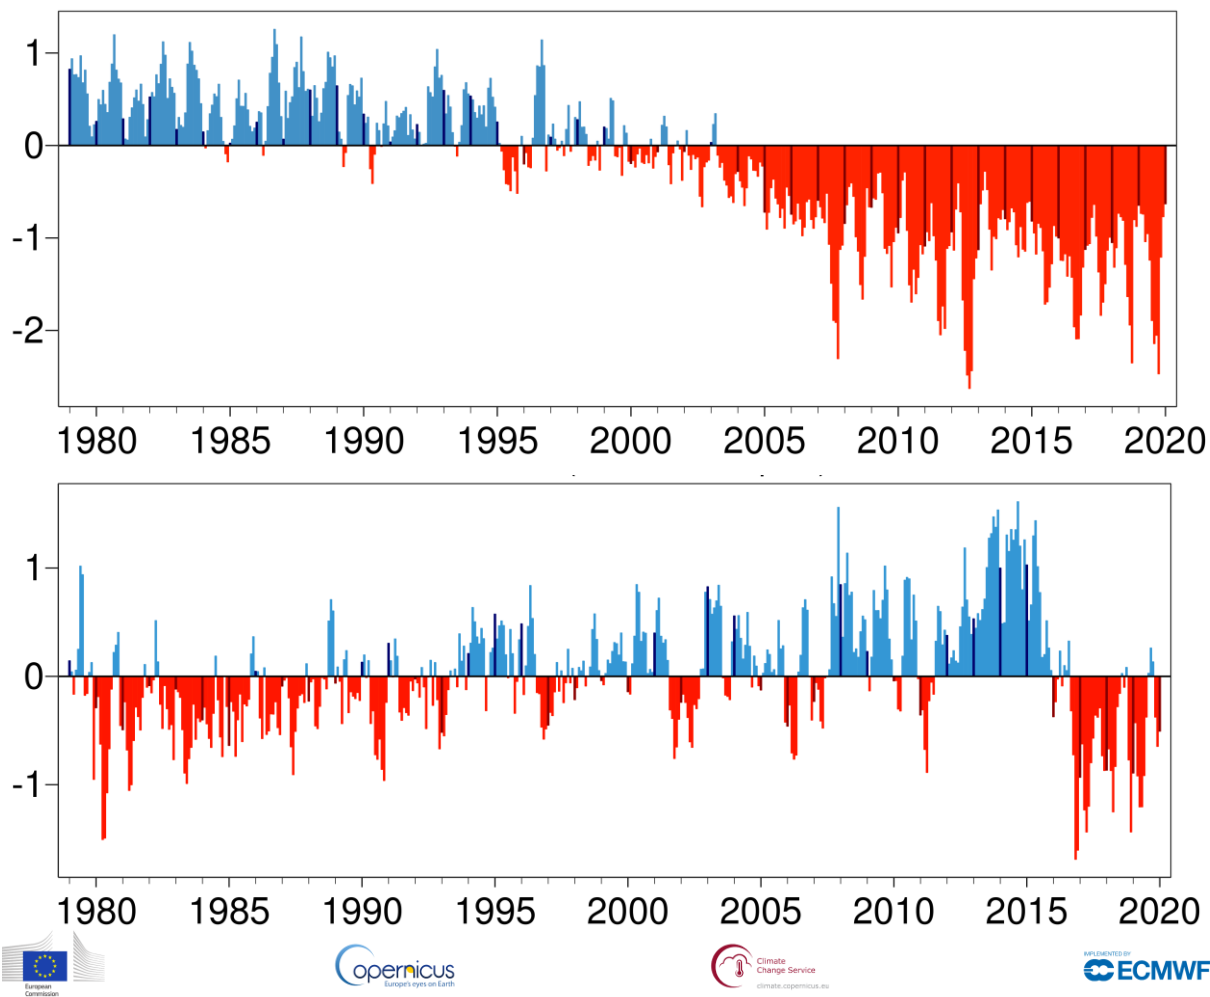 1
0
-1
-2
1980 1985 1990 1995 2000 2005 2010 2015 2020
1
0
-1
1980 1985 1990 1995 2000 2005 2010 2015 2020
European
Commission
opernicus
Europe's eyes on Earth
Climate
Change Service
climate.copernicus.eu
IMPLEMENTED BY
ECMWF